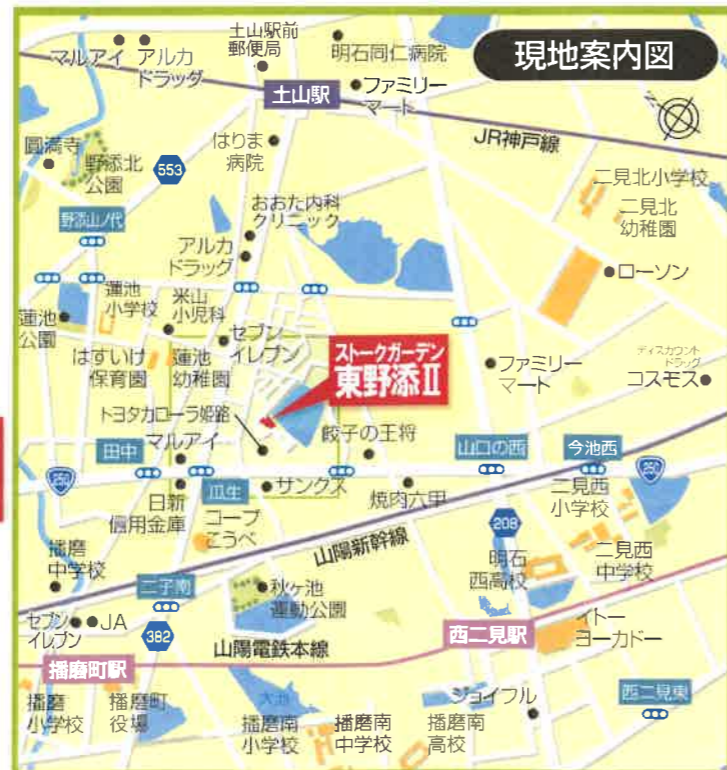 現地案内図
土山駅前
郵便局
マルアイ
アルカ
ドラッグ
明石同仁病院
土山駅
ファミリー
マート
JR神戸線
N
圓満寺
野添北
公園
553
はりま
病院
二見北小学校
二見北
幼稚園
野添山ノ代
おおた内科
クリニック
アルカ
ドラッグ
ローソン
蓮池
公園
蓮池
小学校
米山
小児科
セブン
イレブン
はすいけ
保育園
蓮池
幼稚園
ストークガーデン
東野添II
ファミリー
マート
ディスカウント
ドラッグ
コスモス
トヨタカローラ姫路
田中
マルアイ
餃子の王将
山口の西
今池西
250
瓜生
サンクス
焼肉六甲
250
日新
信用金庫
コープ
こうべ
二見西
小学校
208
播磨
中学校
山陽新幹線
明石
西高校
二見西
中学校
二子南
秋ヶ池
運動公園
セブン
イレブン
JA
382
山陽電鉄本線
西二見駅
イトー
ヨーカドー
播磨町駅
大池
ジョイフル
西二見東
播磨
小学校
播磨町
役場
播磨南
小学校
播磨南
中学校
播磨南
高校